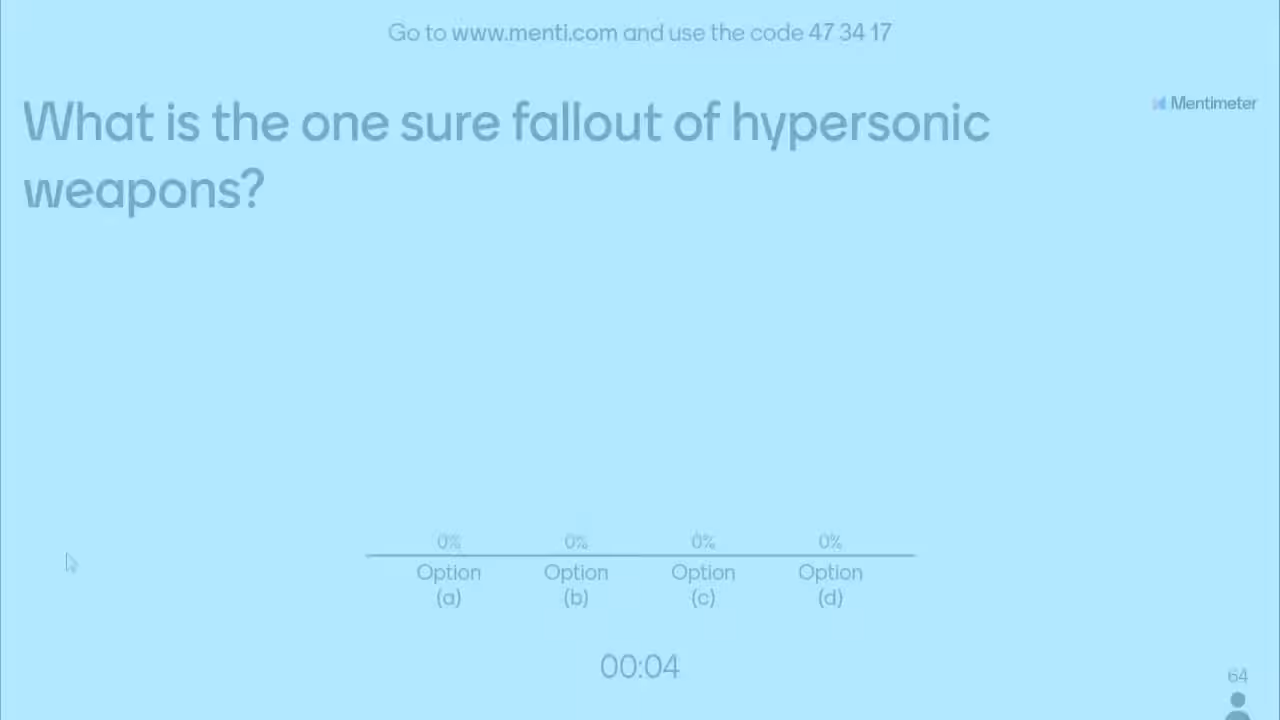 Go to www.menti.com and use the code 47 34 17
Mentimeter
What is the one sure fallout of hypersonic
weapons?
0% 0% 0% 0%
Option Option Option Option
(a) (b) (c) (d)
00:04
64